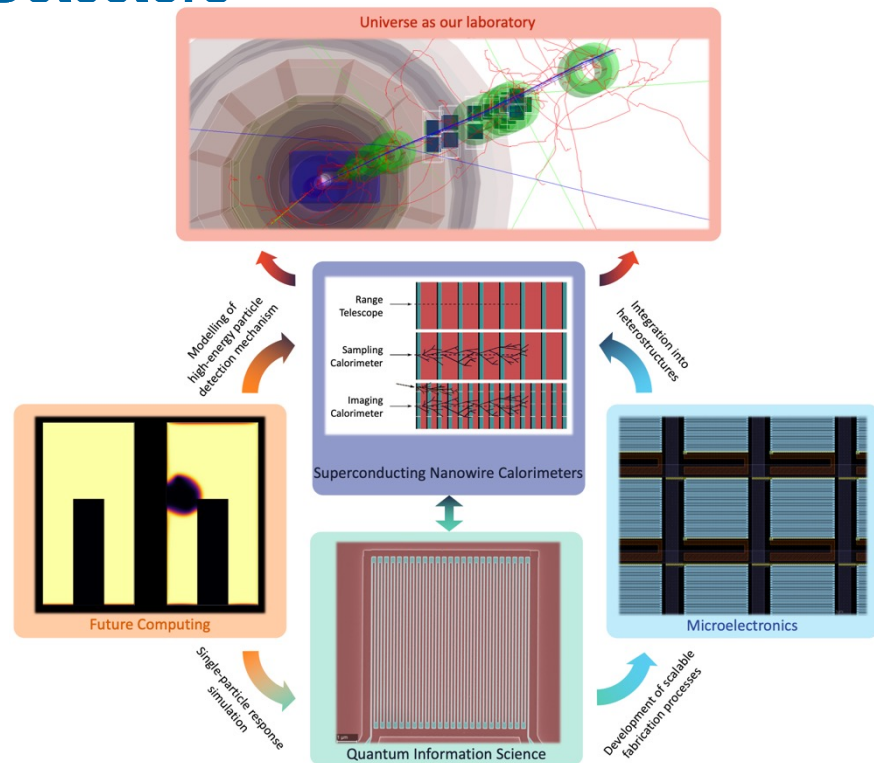 Universe as our laboratory
Modelling of
high-energy particle
detection mechanism
Range
Telescope
Sampling
Calorimeter
Imaging
Calorimeter
Superconducting Nanowire Calorimeters
Integration into
heterostructures
Future Computing
Microelectronics
Single-particle response
simulation
1 μm
Quantum Information Science
Development of scalable
fabrication processes